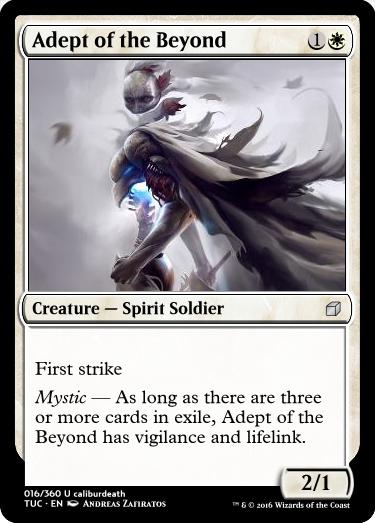 Adept of the Beyond 1
Creature — Spirit Soldier
First strike
Mystic — As long as there are three
or more cards in exile, Adept of the
Beyond has vigilance and lifelink.
2/1
016/360 U caliburdeath
TUC · EN Andreas Zafiratos
™ & © 2016 Wizards of the Coast